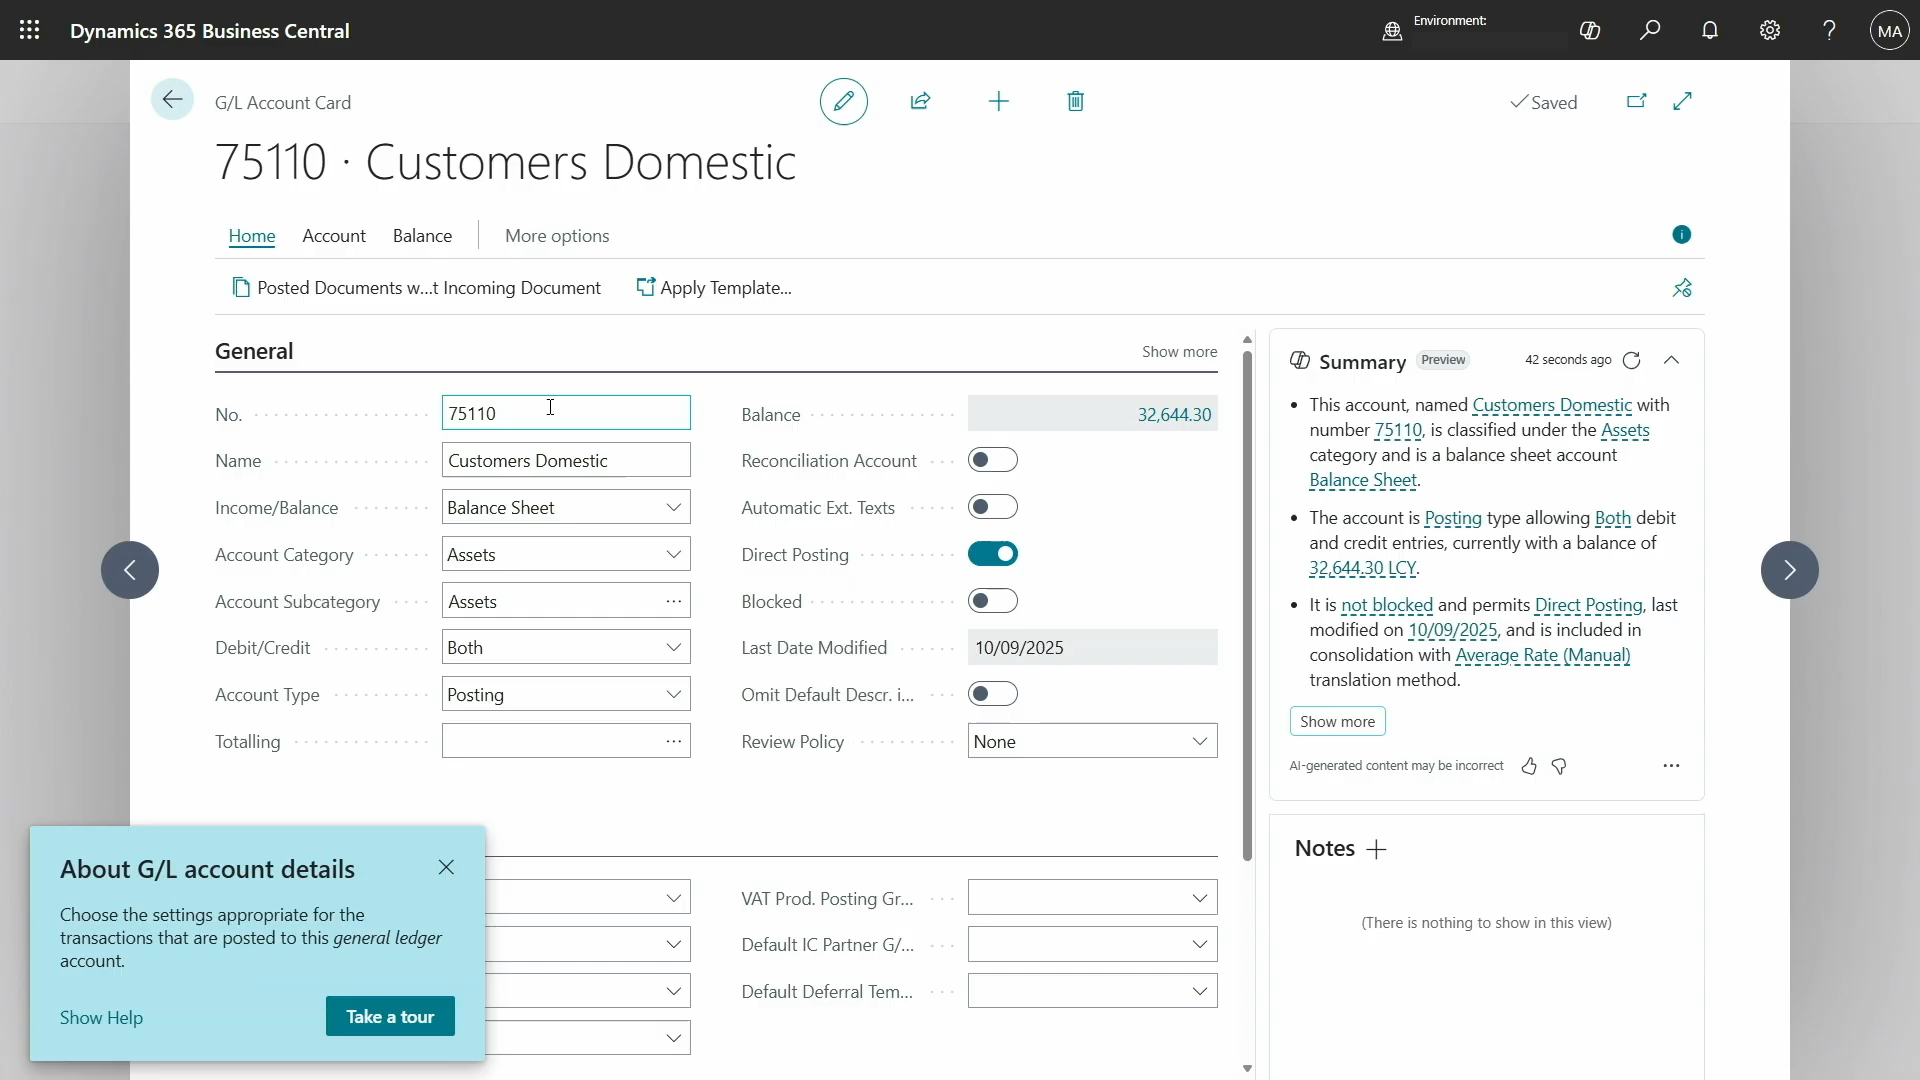 Dynamics 365 Business Central
Environment:
MA
G/L Account Card
Saved
75110 · Customers Domestic
Home
Account
Balance
More options
Posted Documents w...t Incoming Document
Apply Template...
General
Show more
No.
75110
Name
Customers Domestic
Income/Balance
Balance Sheet
Account Category
Assets
Account Subcategory
Assets
Debit/Credit
Both
Account Type
Posting
Totalling
Balance
32,644.30
Reconciliation Account
Automatic Ext. Texts
Direct Posting
Blocked
Last Date Modified
10/09/2025
Omit Default Descr. i...
Review Policy
None
VAT Prod. Posting Gr...
Default IC Partner G/...
Default Deferral Tem...
Summary
Preview
42 seconds ago
• This account, named Customers Domestic with
number 75110, is classified under the Assets
category and is a balance sheet account
Balance Sheet.
• The account is Posting type allowing Both debit
and credit entries, currently with a balance of
32,644.30 LCY.
• It is not blocked and permits Direct Posting, last
modified on 10/09/2025, and is included in
consolidation with Average Rate (Manual)
translation method.
Show more
AI-generated content may be incorrect
Notes
(There is nothing to show in this view)
About G/L account details
Choose the settings appropriate for the
transactions that are posted to this general ledger
account.
Show Help
Take a tour